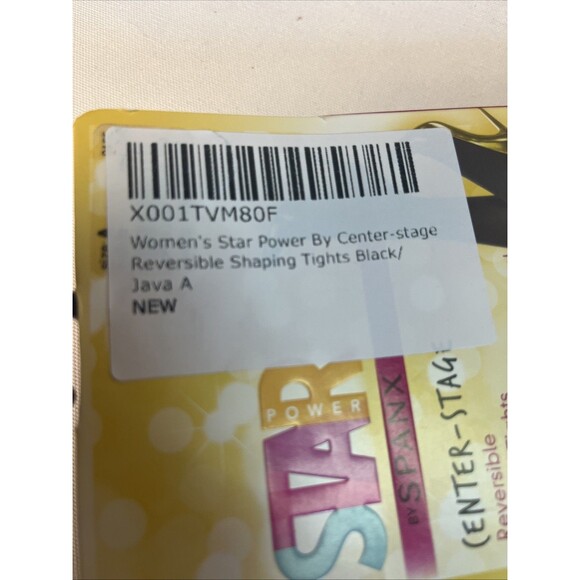 X001TVM80F
Women's Star Power By Center-stage
Reversible Shaping Tights Black/
Java A
NEW
STAR
POWER
BY SPANX
CENTER-STAGE
Reversible